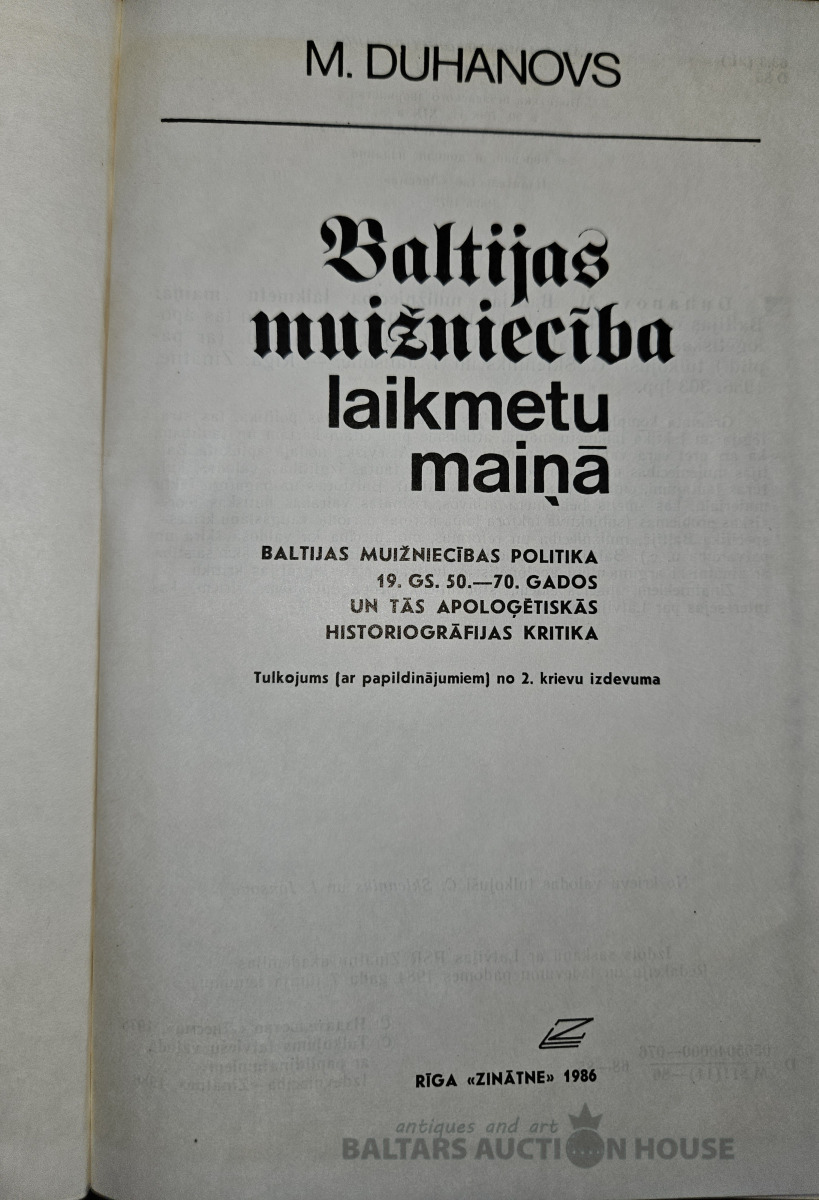 M. DUHANOVS
Baltijas
muižniecība
laikmetu
maiņā
BALTIJAS MUIŽNIECĪBAS POLITIKA
19. GS. 50.—70. GADOS
UN TĀS APOLOĢĒTISKĀS
HISTORIOGRĀFIJAS KRITIKA
Tulkojums (ar papildinājumiem) no 2. krievu izdevuma
RĪGA «ZINĀTNE» 1986
antiques and art
BALTARS AUCTION HOUSE